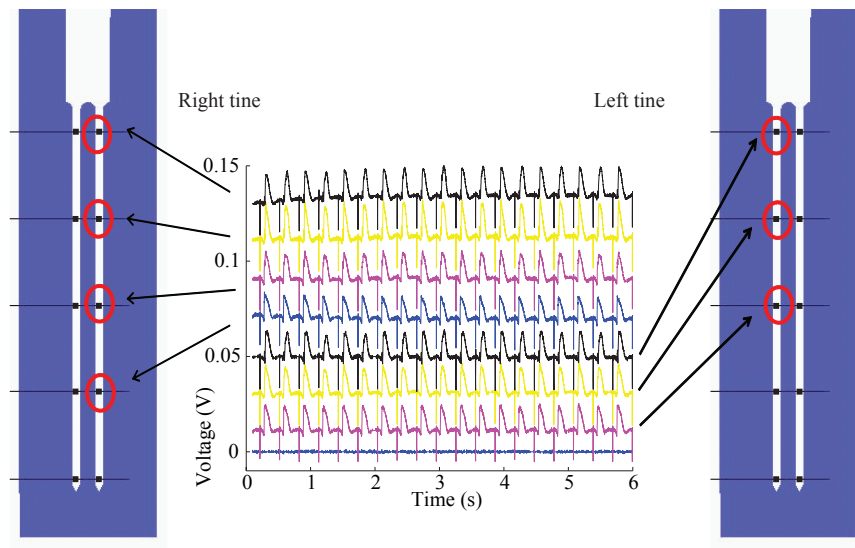 Right tine
Left tine
0.15
0.1
0.05
0
Voltage (V)
0 1 2 3 4 5 6
Time (s)